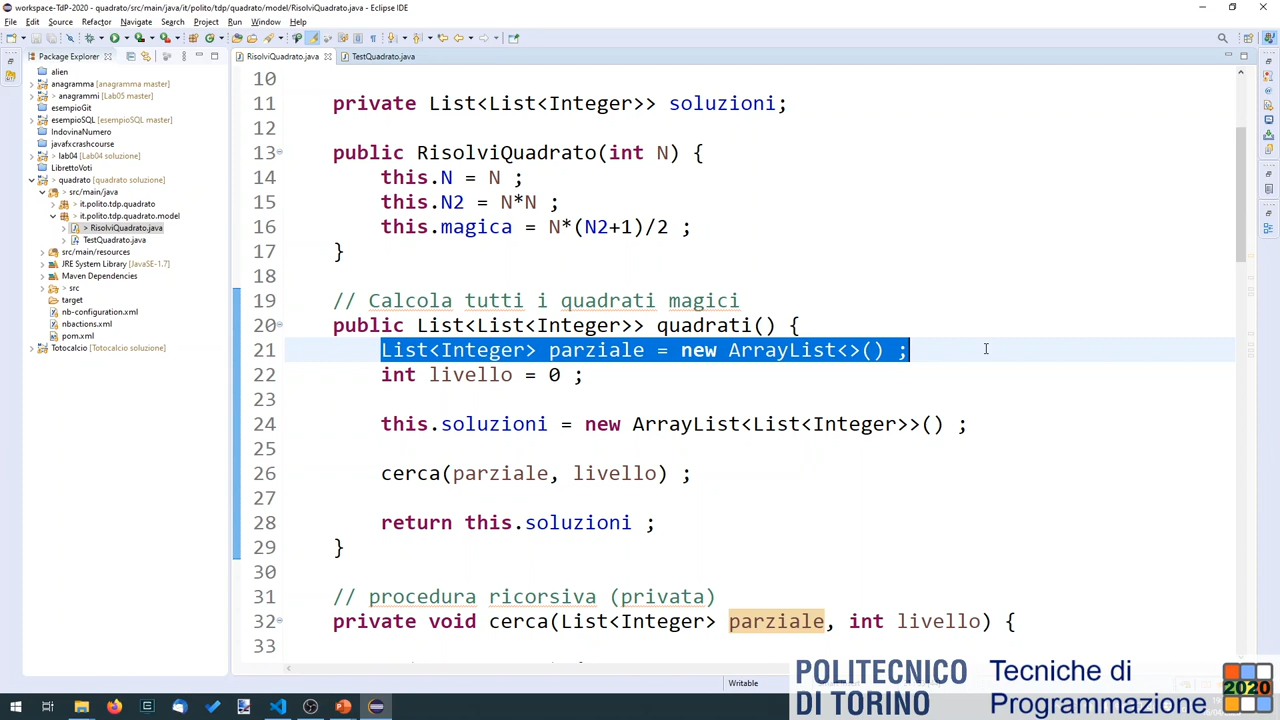 workspace-TdP-2020 - quadrato/src/main/java/it/polito/tdp/quadrato/model/RisolviQuadrato.java - Eclipse IDE
File Edit Source Refactor Navigate Search Project Run Window Help
Package Explorer
RisolviQuadrato.java
TestQuadrato.java
alien
anagramma [anagramma master]
anagrammi [Lab05 master]
esempioGit
esempioSQL [esempioSQL master]
IndovinaNumero
javafxcrashcourse
lab04 [Lab04 soluzione]
LibrettoVoti
quadrato [quadrato soluzione]
src/main/java
it.polito.tdp.quadrato
it.polito.tdp.quadrato.model
RisolviQuadrato.java
TestQuadrato.java
src/main/resources
JRE System Library [JavaSE-1.7]
Maven Dependencies
src
target
nb-configuration.xml
nbactions.xml
pom.xml
Totocalcio [Totocalcio soluzione]
10
11 private List<List<Integer>> soluzioni;
12
13 public RisolviQuadrato(int N) {
14 this.N = N ;
15 this.N2 = N*N ;
16 this.magica = N*(N2+1)/2 ;
17 }
18
19 // Calcola tutti i quadrati magici
20 public List<List<Integer>> quadrati() {
21 List<Integer> parziale = new ArrayList<>() ;
22 int livello = 0 ;
23
24 this.soluzioni = new ArrayList<List<Integer>>() ;
25
26 cerca(parziale, livello) ;
27
28 return this.soluzioni ;
29 }
30
31 // procedura ricorsiva (privata)
32 private void cerca(List<Integer> parziale, int livello) {
33
Writable
POLITECNICO
DI TORINO
Tecniche di
Programmazione
2020